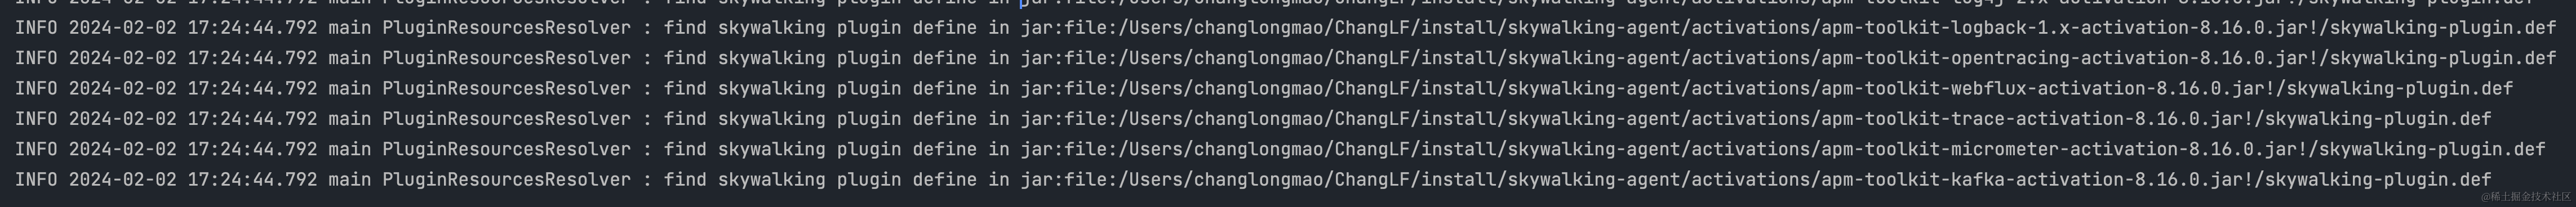 INFO 2024-02-02 17:24:44.792 main PluginResourcesResolver : find skywalking plugin define in jar:file:/Users/changlongmao/ChangLF/install/skywalking-agent/activations/apm-toolkit-log4j-2.x-activation-8.16.0.jar!/skywalking-plugin.def
INFO 2024-02-02 17:24:44.792 main PluginResourcesResolver : find skywalking plugin define in jar:file:/Users/changlongmao/ChangLF/install/skywalking-agent/activations/apm-toolkit-logback-1.x-activation-8.16.0.jar!/skywalking-plugin.def
INFO 2024-02-02 17:24:44.792 main PluginResourcesResolver : find skywalking plugin define in jar:file:/Users/changlongmao/ChangLF/install/skywalking-agent/activations/apm-toolkit-opentracing-activation-8.16.0.jar!/skywalking-plugin.def
INFO 2024-02-02 17:24:44.792 main PluginResourcesResolver : find skywalking plugin define in jar:file:/Users/changlongmao/ChangLF/install/skywalking-agent/activations/apm-toolkit-webflux-activation-8.16.0.jar!/skywalking-plugin.def
INFO 2024-02-02 17:24:44.792 main PluginResourcesResolver : find skywalking plugin define in jar:file:/Users/changlongmao/ChangLF/install/skywalking-agent/activations/apm-toolkit-trace-activation-8.16.0.jar!/skywalking-plugin.def
INFO 2024-02-02 17:24:44.792 main PluginResourcesResolver : find skywalking plugin define in jar:file:/Users/changlongmao/ChangLF/install/skywalking-agent/activations/apm-toolkit-micrometer-activation-8.16.0.jar!/skywalking-plugin.def
INFO 2024-02-02 17:24:44.792 main PluginResourcesResolver : find skywalking plugin define in jar:file:/Users/changlongmao/ChangLF/install/skywalking-agent/activations/apm-toolkit-kafka-activation-8.16.0.jar!/skywalking-plugin.def
@稀土掘金技术社区